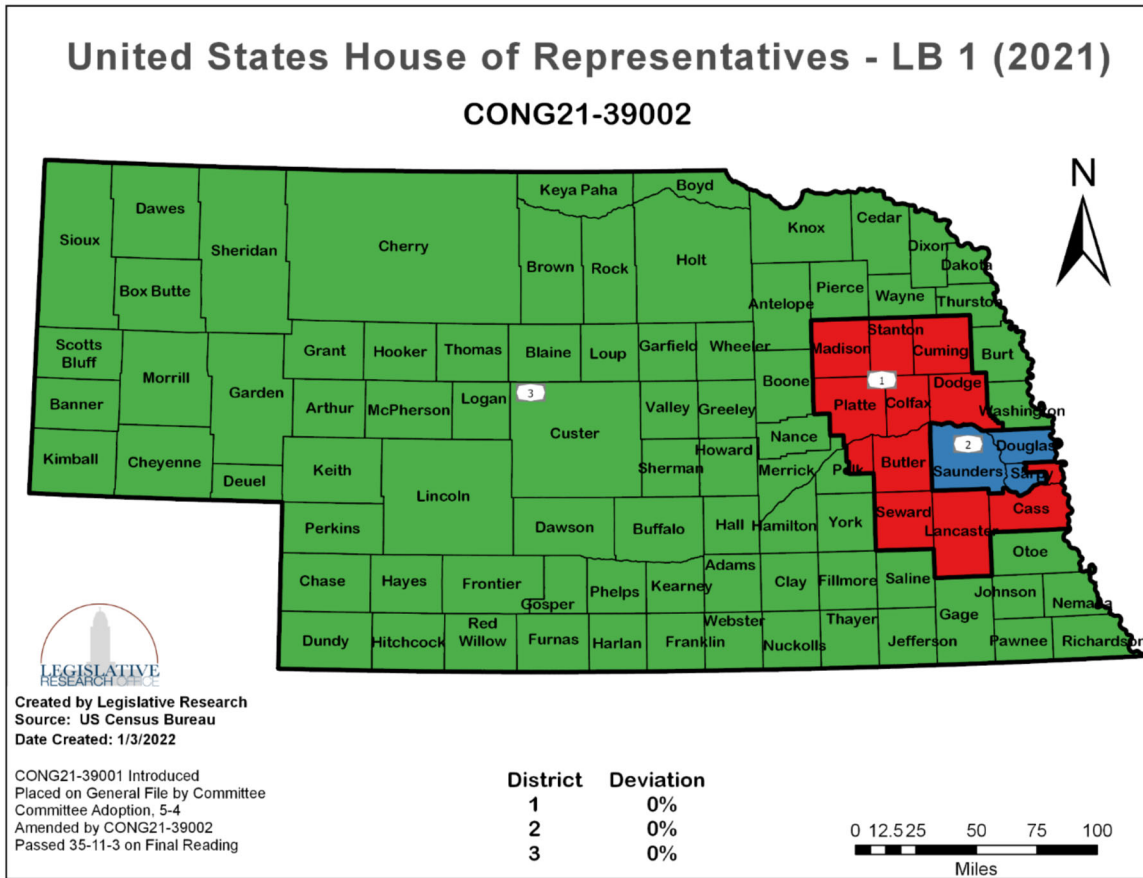 United States House of Representatives - LB 1 (2021)
CONG21-39002
N
Keya Paha
Boyd
Dawes
Sioux
Sheridan
Cherry
Knox
Cedar
Dixon
Dakota
Brown
Rock
Holt
Box Butte
Antelope
Pierce
Wayne
Thurston
Scotts
Bluff
Grant
Hooker
Thomas
Blaine
Loup
Garfield
Wheeler
Madison
Stanton
Cuming
Burt
Morrill
Garden
Boone
1
Dodge
Banner
Arthur
McPherson
Logan
3
Custer
Valley
Greeley
Platte
Colfax
Washington
Kimball
Cheyenne
Deuel
Keith
Lincoln
Sherman
Howard
Nance
Merrick
Polk
Butler
2
Saunders
Douglas
Sarpy
Perkins
Dawson
Buffalo
Hall
Hamilton
York
Seward
Lancaster
Cass
Otoe
Chase
Hayes
Frontier
Gosper
Phelps
Kearney
Adams
Clay
Fillmore
Saline
Gage
Johnson
Nemaha
Dundy
Hitchcock
Red
Willow
Furnas
Harlan
Franklin
Webster
Nuckolls
Thayer
Jefferson
Pawnee
Richardson
LEGISLATIVE
RESEARCH OFFICE
Created by Legislative Research
Source: US Census Bureau
Date Created: 1/3/2022
CONG21-39001 Introduced
Placed on General File by Committee
Committee Adoption, 5-4
Amended by CONG21-39002
Passed 35-11-3 on Final Reading
District Deviation
1 0%
2 0%
3 0%
0 12.5 25 50 75 100
Miles